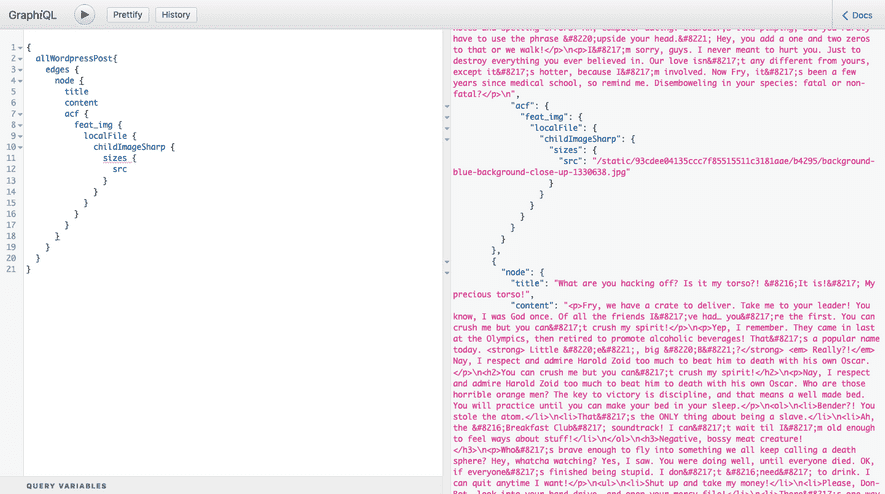 GraphiQL
Prettify
History
Docs
1
{
2
allWordpressPost{
3
edges {
4
node {
5
title
6
content
7
acf {
8
feat_img {
9
localFile {
10
childImageSharp {
11
sizes {
12
src
13
}
14
}
15
}
16
}
17
}
18
}
19
}
20
}
21
}
QUERY VARIABLES
have to use the phrase &#8220;upside your head.&#8221; Hey, you add a one and two zeros
to that or we walk!</p>\n<p>I&#8217;m sorry, guys. I never meant to hurt you. Just to
destroy everything you ever believed in. Our love isn&#8217;t any different from yours,
except it&#8217;s hotter, because I&#8217;m involved. Now Fry, it&#8217;s been a few
years since medical school, so remind me. Disemboweling in your species: fatal or non-
fatal?</p>\n",
"acf": {
"feat_img": {
"localFile": {
"childImageSharp": {
"sizes": {
"src": "/static/93cdee04135ccc7f85515511c3181aae/b4295/background-
blue-background-close-up-1330638.jpg"
}
}
}
}
}
}
},
{
"node": {
"title": "What are you hacking off? Is it my torso?! &#8216;It is!&#8217; My
precious torso!",
"content": "<p>Fry, we have a crate to deliver. Take me to your leader! You
know, I was God once. Of all the friends I&#8217;ve had… you&#8217;re the first. You can
crush me but you can&#8217;t crush my spirit!</p>\n<p>Yep, I remember. They came in last
at the Olympics, then retired to promote alcoholic beverages! That&#8217;s a popular name
today. <strong> Little &#8220;e&#8221;, big &#8220;B&#8221;?</strong> <em> Really?!</em>
Nay, I respect and admire Harold Zoid too much to beat him to death with his own Oscar.
</p>\n<h2>You can crush me but you can&#8217;t crush my spirit!</h2>\n<p>Nay, I respect
and admire Harold Zoid too much to beat him to death with his own Oscar. Who are those
horrible orange men? The key to victory is discipline, and that means a well made bed.
You will practice until you can make your bed in your sleep.</p>\n<ol>\n<li>Bender?! You
stole the atom.</li>\n<li>That&#8217;s the ONLY thing about being a slave.</li>\n<li>Ah,
the &#8216;Breakfast Club&#8217; soundtrack! I can&#8217;t wait til I&#8217;m old enough
to feel ways about stuff!</li>\n</ol>\n<h3>Negative, bossy meat creature!
</h3>\n<p>Who&#8217;s brave enough to fly into something we all keep calling a death
sphere? Hey, whatcha watching? Yes, I saw. You were doing well, until everyone died. OK,
if everyone&#8217;s finished being stupid. I don&#8217;t &#8216;need&#8217; to drink. I
can quit anytime I want!</p>\n<ul>\n<li>Shut up and take my money!</li>\n<li>Please, Don-